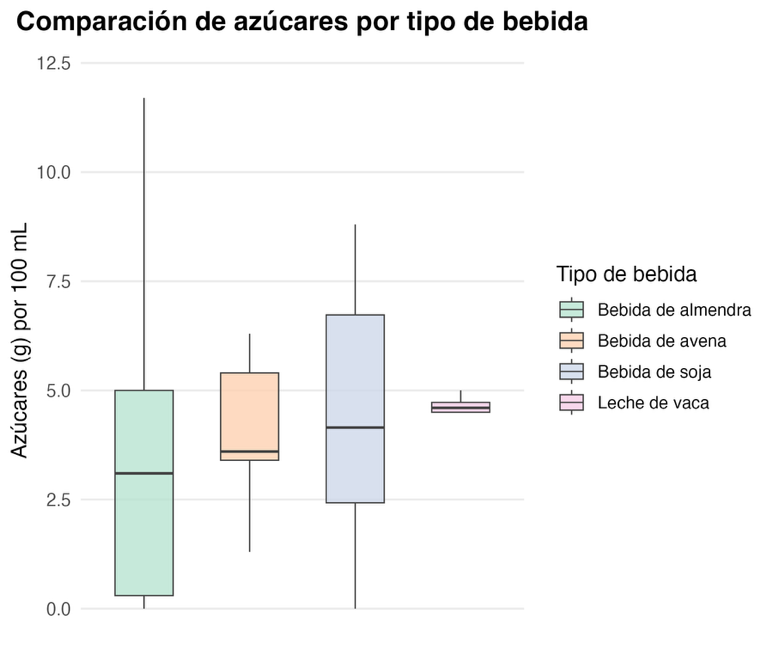 Comparación de azúcares por tipo de bebida
12.5
10.0
7.5
5.0
2.5
0.0
Azúcares (g) por 100 mL
Tipo de bebida
Bebida de almendra
Bebida de avena
Bebida de soja
Leche de vaca